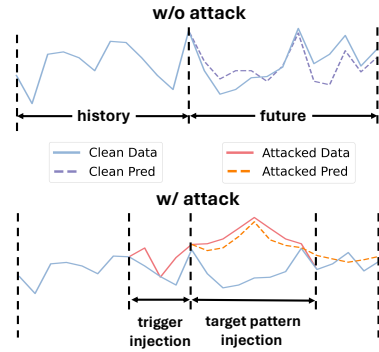 w/o attack
history
future
Clean Data
Clean Pred
Attacked Data
Attacked Pred
w/ attack
trigger
injection
target pattern
injection